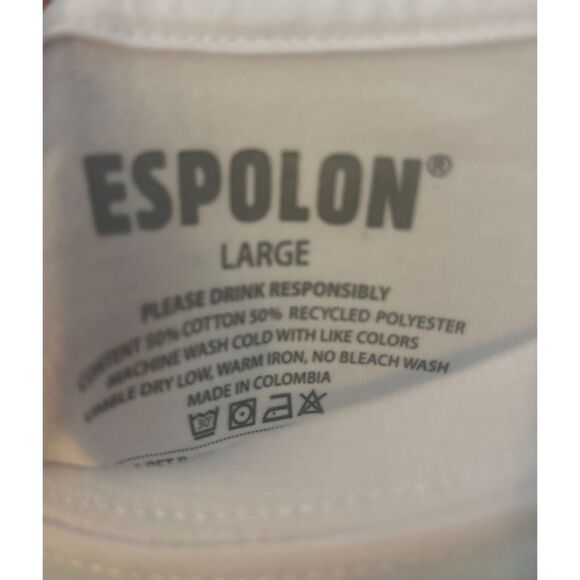 ESPOLON®
LARGE
PLEASE DRINK RESPONSIBLY
CONTENT 50% COTTON 50% RECYCLED POLYESTER
MACHINE WASH COLD WITH LIKE COLORS
TUMBLE DRY LOW, WARM IRON, NO BLEACH WASH
MADE IN COLOMBIA
30°